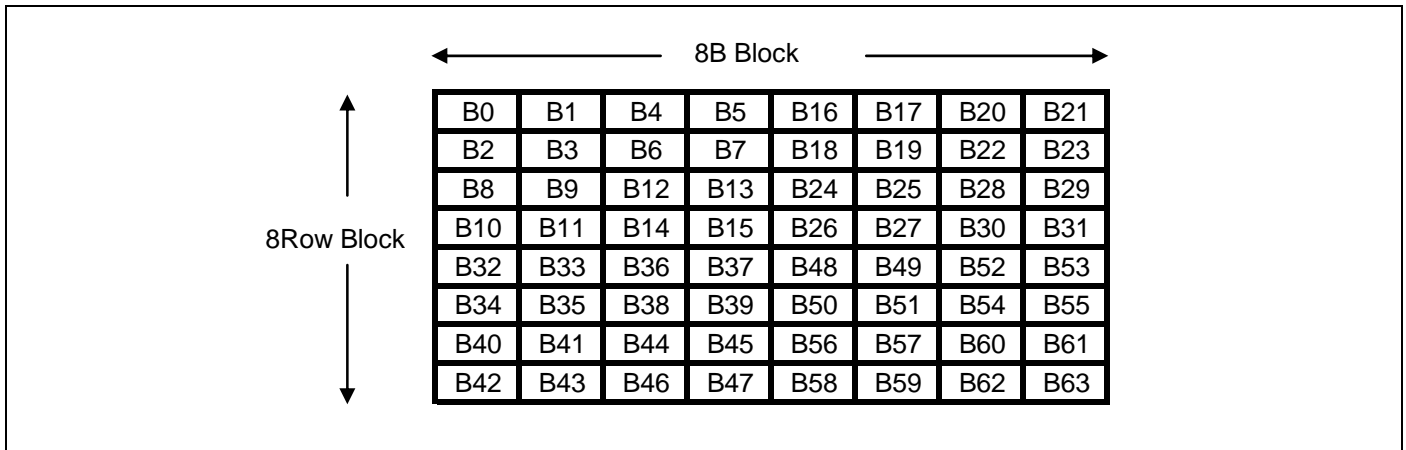 8B Block
B0 B1 B4 B5 B16 B17 B20 B21
B2 B3 B6 B7 B18 B19 B22 B23
B8 B9 B12 B13 B24 B25 B28 B29
B10 B11 B14 B15 B26 B27 B30 B31
8Row Block
B32 B33 B36 B37 B48 B49 B52 B53
B34 B35 B38 B39 B50 B51 B54 B55
B40 B41 B44 B45 B56 B57 B60 B61
B42 B43 B46 B47 B58 B59 B62 B63